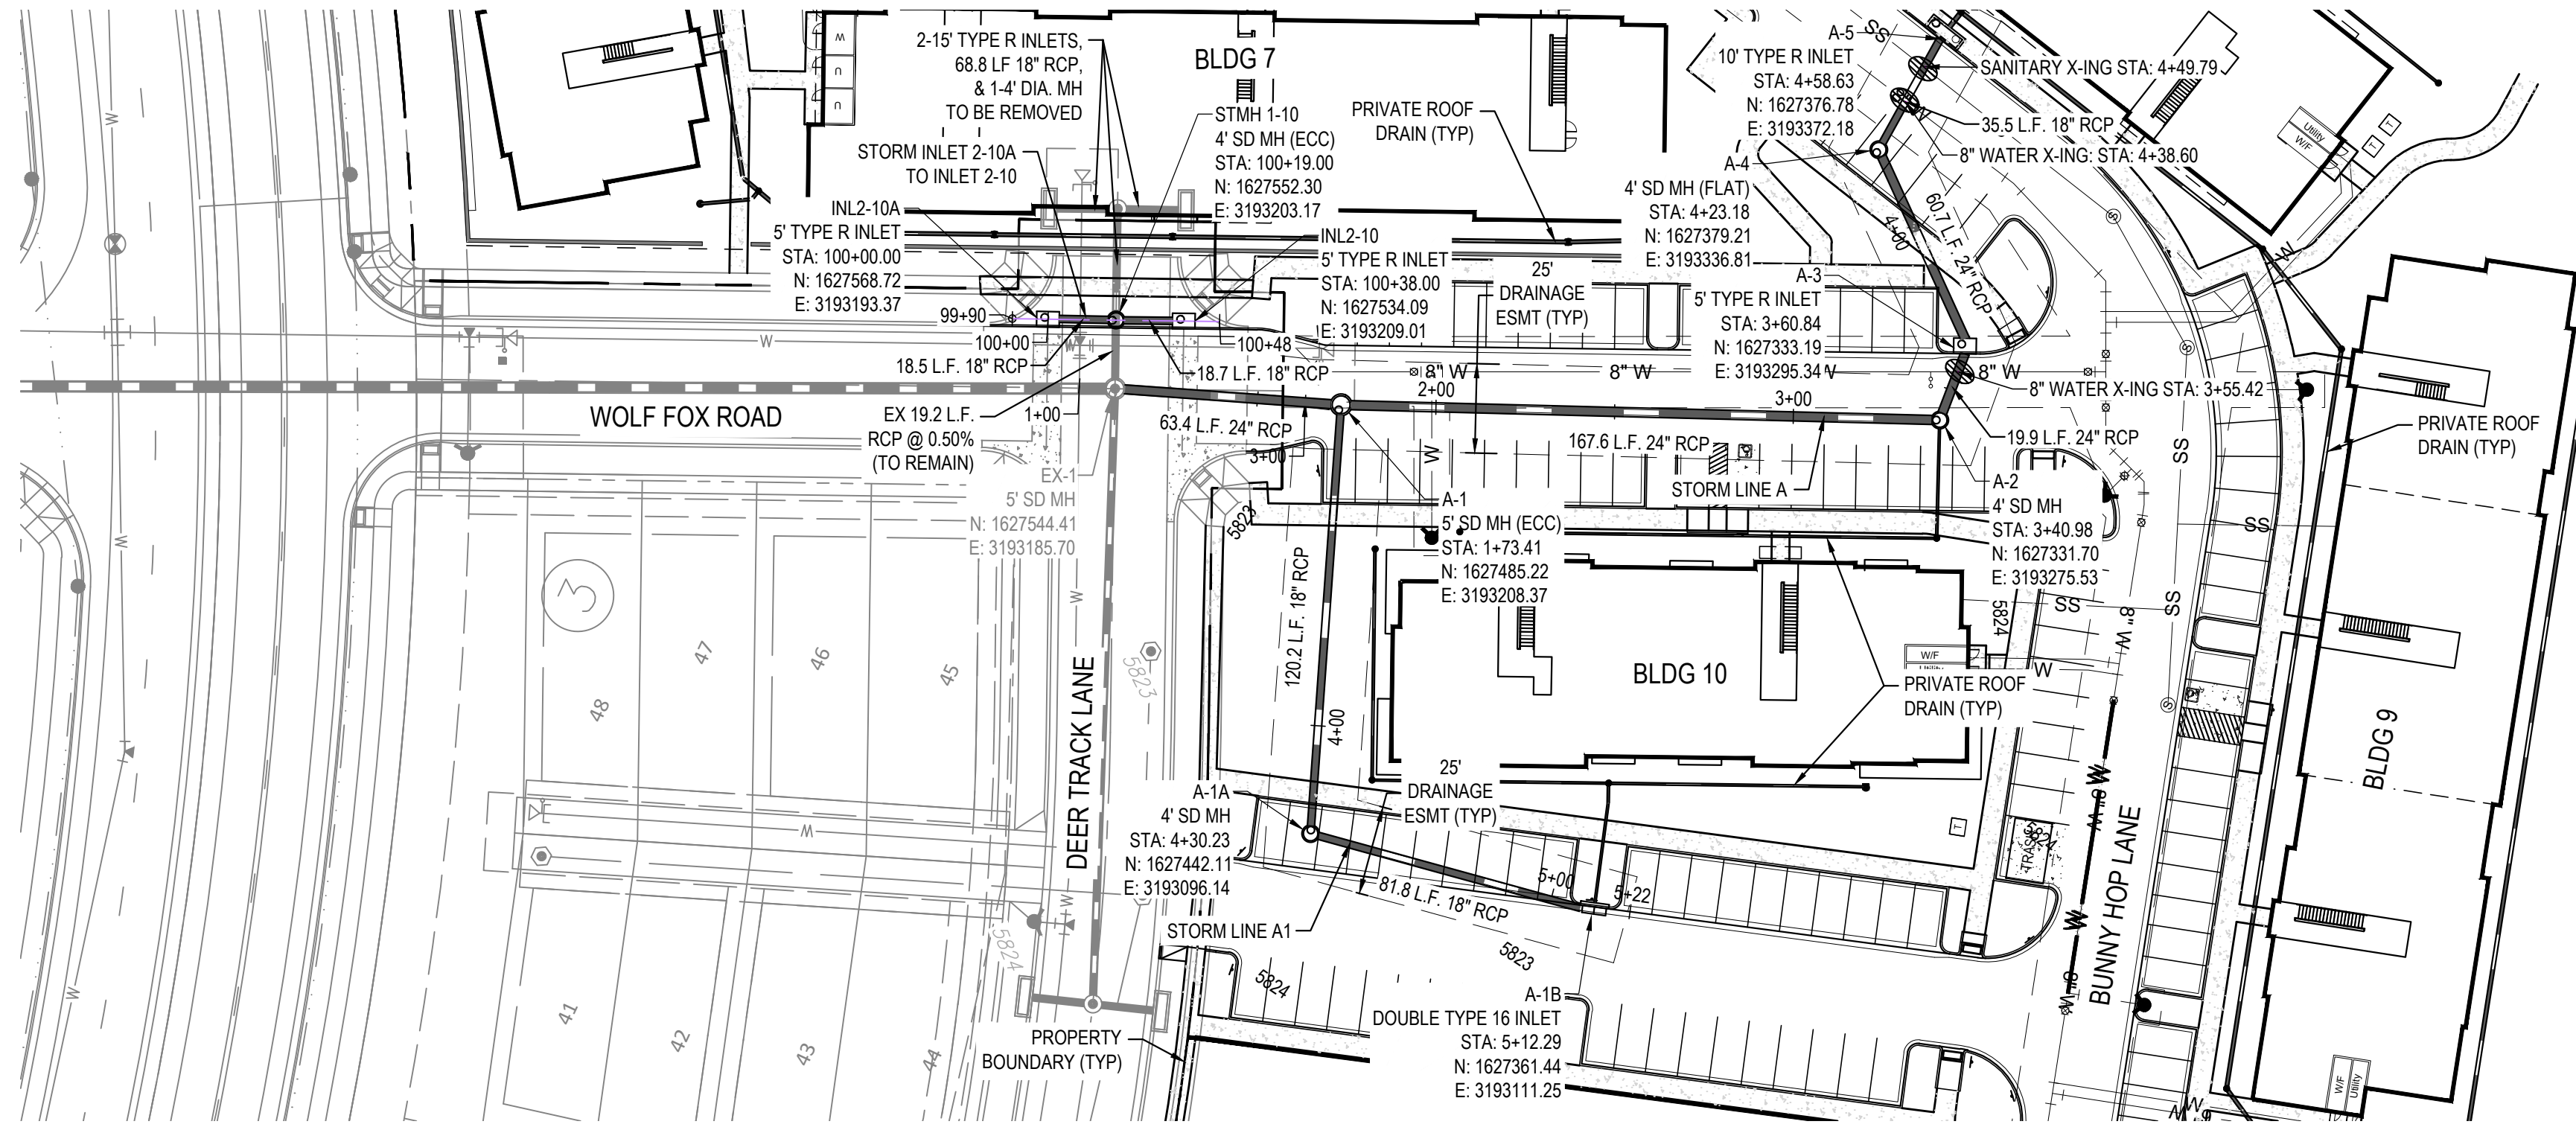 2-15' TYPE R INLETS,
68.8 LF 18" RCP,
& 1-4' DIA. MH
TO BE REMOVED
BLDG 7
STMH 1-10
4' SD MH (ECC)
STA: 100+19.00
N: 1627552.30
E: 3193203.17
PRIVATE ROOF
DRAIN (TYP)
A-5
10' TYPE R INLET
STA: 4+58.63
N: 1627376.78
E: 3193372.18
SS
SANITARY X-ING STA: 4+49.79
35.5 L.F. 18" RCP
8" WATER X-ING: STA: 4+38.60
Utility
W/F
T
T
STORM INLET 2-10A
TO INLET 2-10
INL2-10A
5' TYPE R INLET
STA: 100+00.00
N: 1627568.72
E: 3193193.37
A-4
4' SD MH (FLAT)
STA: 4+23.18
N: 1627379.21
E: 3193336.81
4+00
60.7 L.F. 24" RCP
INL2-10
5' TYPE R INLET
STA: 100+38.00
N: 1627534.09
E: 3193209.01
25'
DRAINAGE
ESMT (TYP)
A-3
5' TYPE R INLET
STA: 3+60.84
N: 1627333.19
E: 3193295.34
99+90
100+00
18.5 L.F. 18" RCP
100+48
18.7 L.F. 18" RCP
8" W
8" W
8" W
8" WATER X-ING STA: 3+55.42
WOLF FOX ROAD
EX 19.2 L.F.
RCP @ 0.50%
(TO REMAIN)
1+00
63.4 L.F. 24" RCP
2+00
3+00
3+00
167.6 L.F. 24" RCP
19.9 L.F. 24" RCP
STORM LINE A
PRIVATE ROOF
DRAIN (TYP)
EX-1
5' SD MH
N: 1627544.41
E: 3193185.70
A-1
5' SD MH (ECC)
STA: 1+73.41
N: 1627485.22
E: 3193208.37
A-2
4' SD MH
STA: 3+40.98
N: 1627331.70
E: 3193275.53
SS
SS
SS
SS
5823
5823
5824
8" W
3
48
47
46
45
DEER TRACK LANE
120.2 L.F. 18" RCP
4+00
BLDG 10
W/F
W
PRIVATE ROOF
DRAIN (TYP)
BLDG 9
A-1A
4' SD MH
STA: 4+30.23
N: 1627442.11
E: 3193096.14
25'
DRAINAGE
ESMT (TYP)
5+00
5+22
81.8 L.F. 18" RCP
STORM LINE A1
T
TRASH
5824
8" W
8" W
BUNNY HOP LANE
5823
5824
5824
41
42
43
44
PROPERTY
BOUNDARY (TYP)
A-1B
DOUBLE TYPE 16 INLET
STA: 5+12.29
N: 1627361.44
E: 3193111.25
W/F
Utility